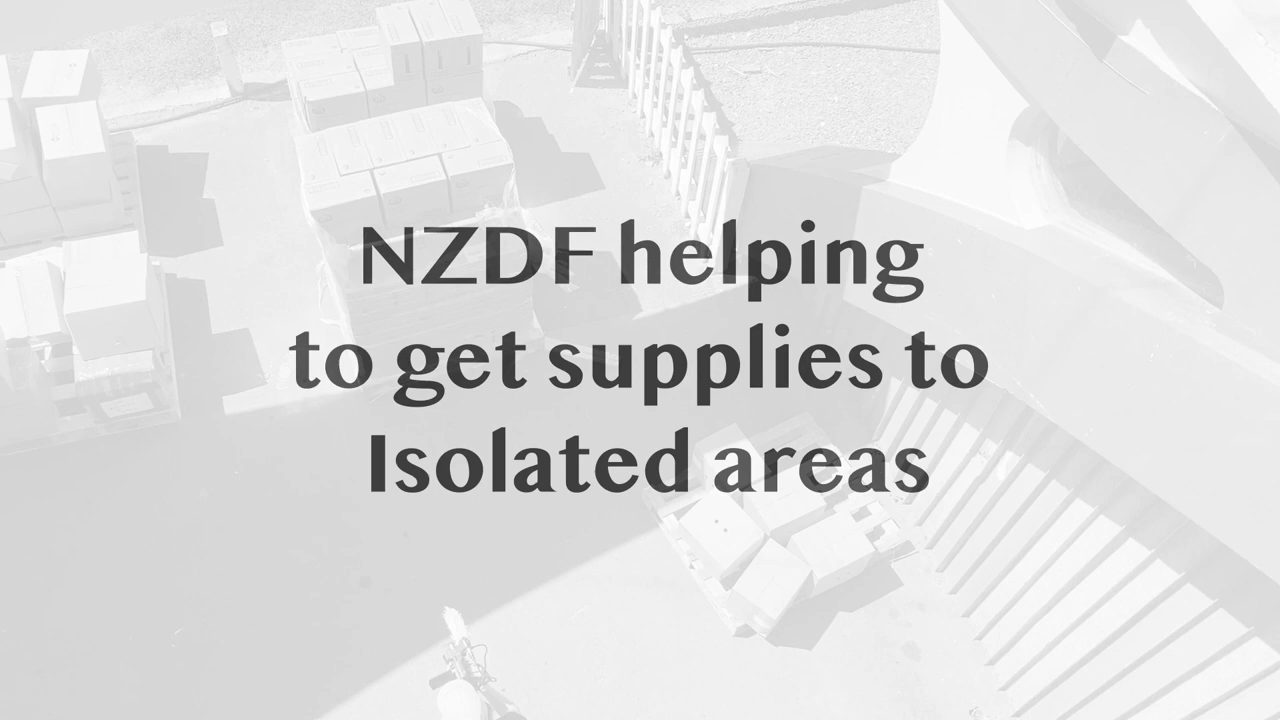 NZDF helping
to get supplies to
Isolated areas